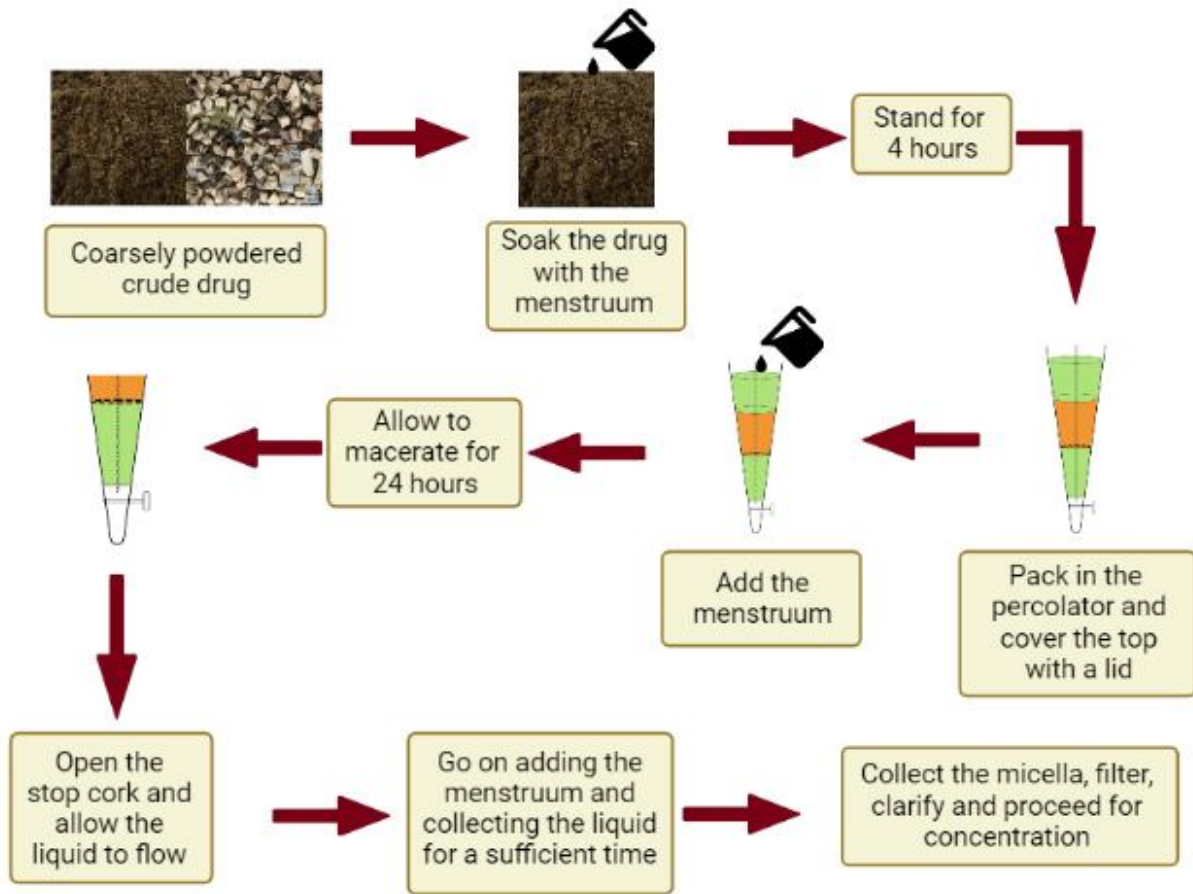 Coarsely powdered
crude drug
Soak the drug
with the
menstruum
Stand for
4 hours
Pack in the
percolator and
cover the top
with a lid
Add the
menstruum
Allow to
macerate for
24 hours
Open the
stop cork and
allow the
liquid to flow
Go on adding the
menstruum and
collecting the liquid
for a sufficient time
Collect the micella, filter,
clarify and proceed for
concentration